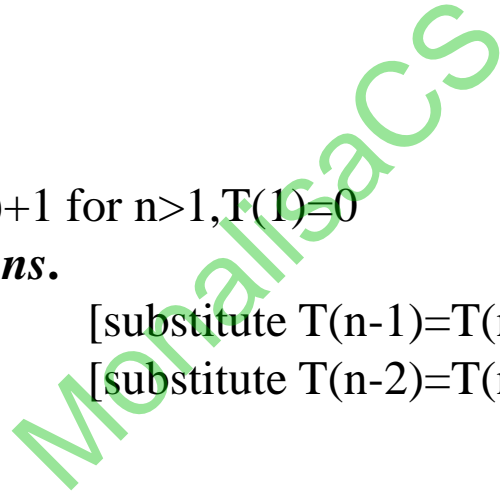 )+1 for n>1,T(1)=0
ns.
[substitute T(n-1)=T(
[substitute T(n-2)=T(
MonalisaCS